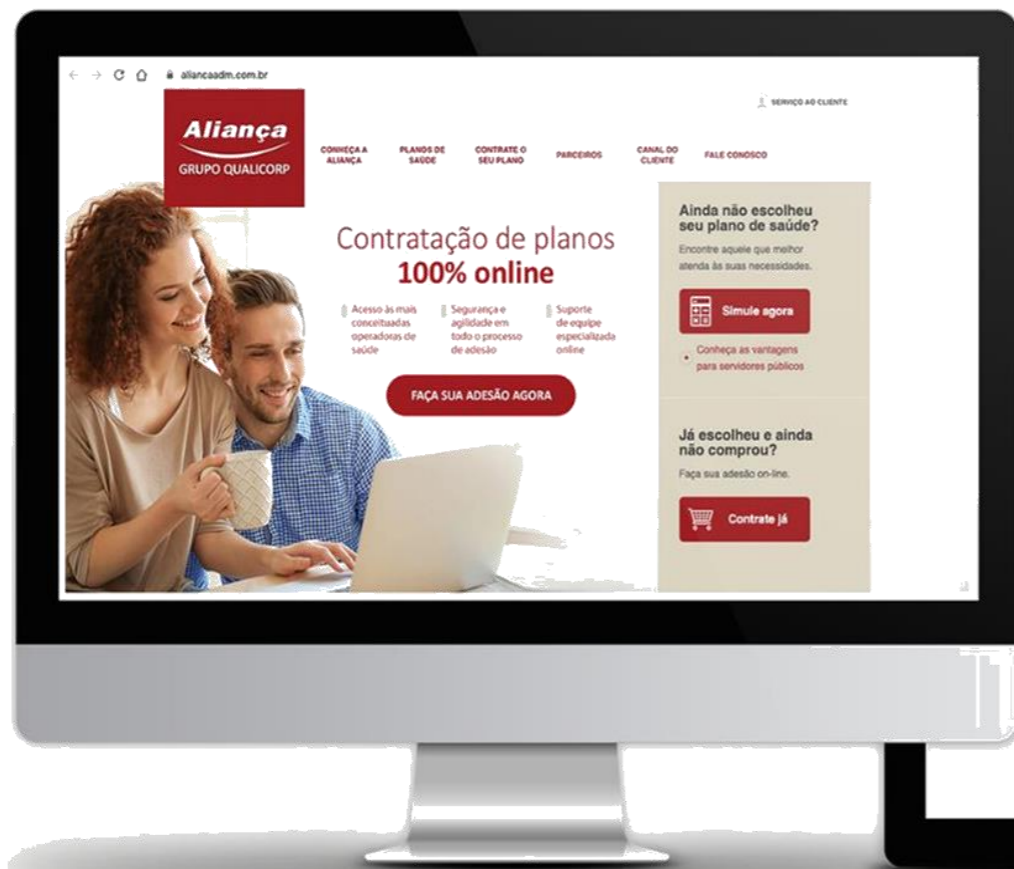 aliancaadm.com.br
SERVIÇO AO CLIENTE
Aliança
GRUPO QUALICORP
CONHEÇA A
ALIANÇA
PLANOS DE
SAÚDE
CONTRATE O
SEU PLANO
PARCEIROS
CANAL DO
CLIENTE
FALE CONOSCO
Contratação de planos
100% online
Acesso às mais
conceituadas
operadoras de
saúde
Segurança e
agilidade em
todo o processo
de adesão
Suporte
de equipe
especializada
online
FAÇA SUA ADESÃO AGORA
Ainda não escolheu
seu plano de saúde?
Encontre aquele que melhor
atenda às suas necessidades.
Simule agora
Conheça as vantagens
para servidores públicos
Já escolheu e ainda
não comprou?
Faça sua adesão on-line.
Contrate já